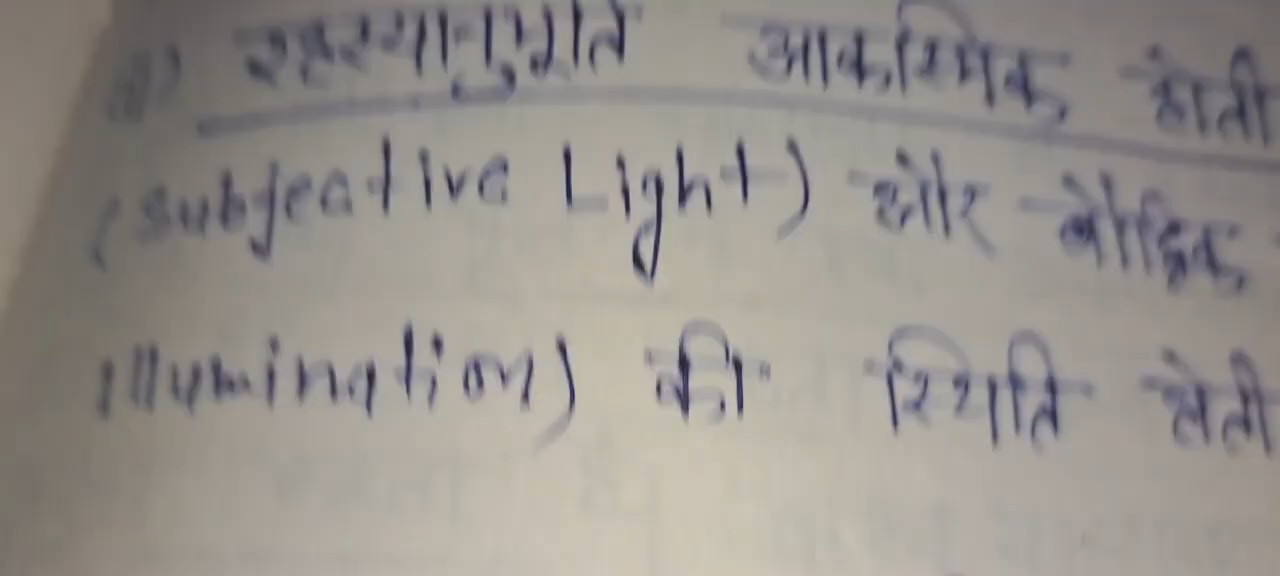 रहस्यानुभूति आकस्मिक होती
(subjective Light) और बौद्धिक
illumination) की स्थिति होती